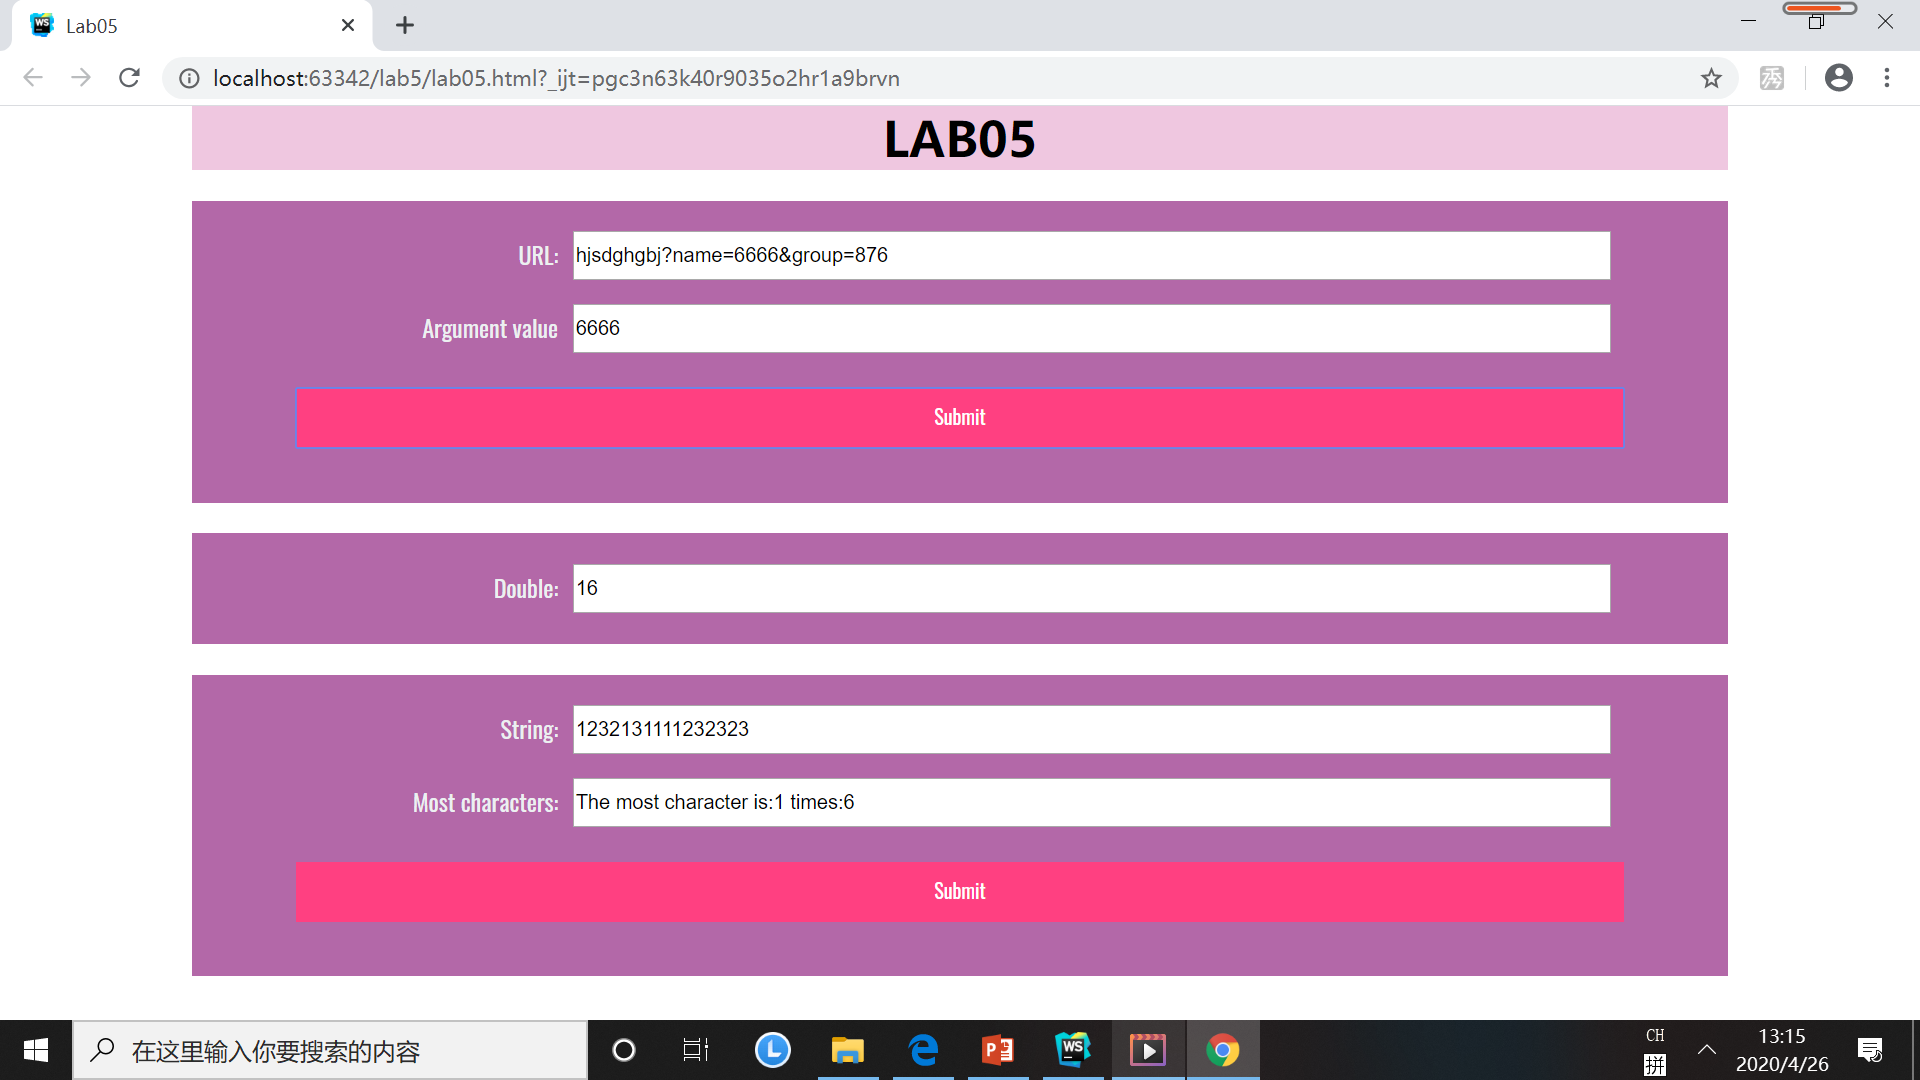 Lab05
localhost:63342/lab5/lab05.html?_ijt=pgc3n63k40r9035o2hr1a9brvn
秀
LAB05
URL: hjsdghgbj?name=6666&group=876
Argument value 6666
Submit
Double: 16
String: 1232131111232323
Most characters: The most character is:1 times:6
Submit
在这里输入你要搜索的内容
WS
CH
拼
13:15
2020/4/26